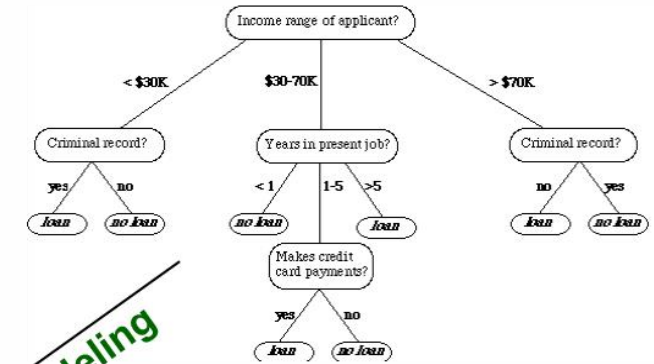 Income range of applicant?
< $30K
$30-70K
> $70K
Criminal record?
Years in present job?
Criminal record?
yes
no
< 1
1-5
>5
no
yes
loan
no loan
no loan
loan
loan
no loan
Makes credit
card payments?
yes
no
loan
no loan